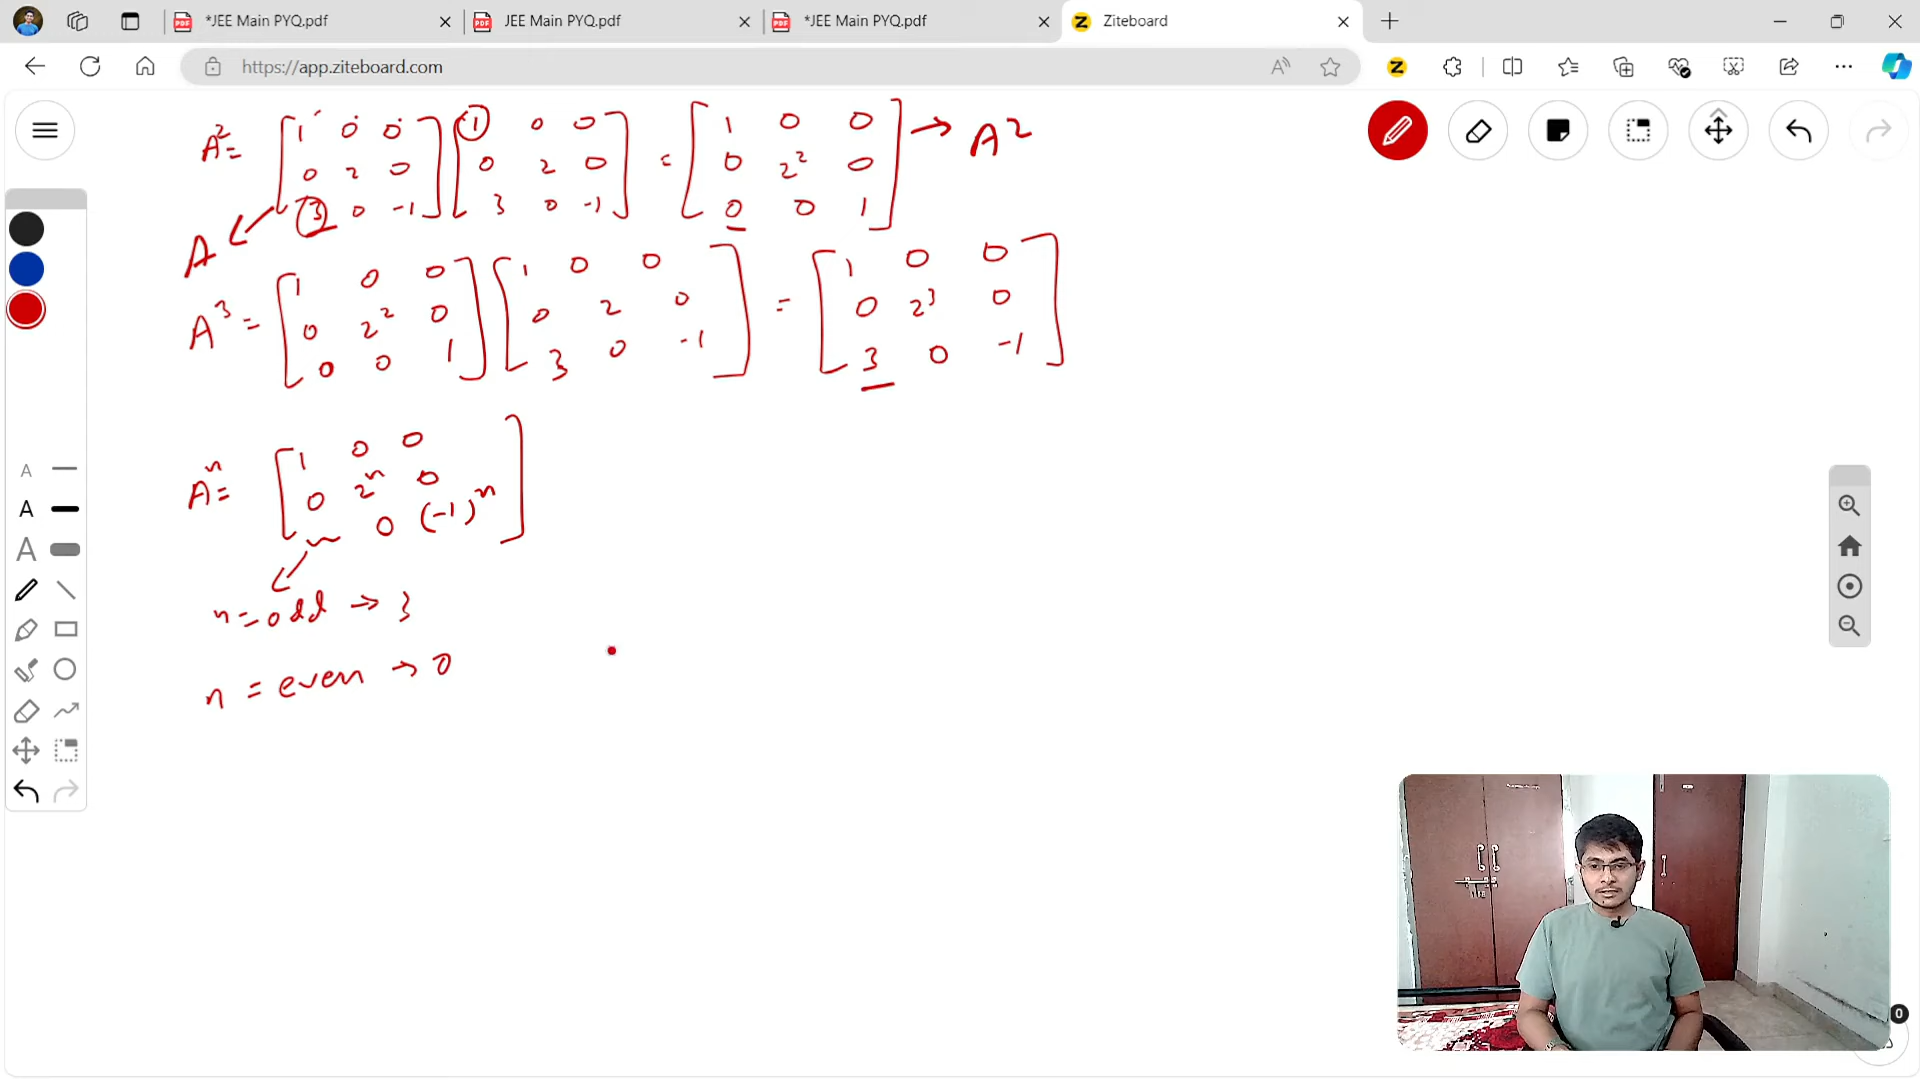 *JEE Main PYQ.pdf JEE Main PYQ.pdf *JEE Main PYQ.pdf Ziteboard
https://app.ziteboard.com
A² = [1 0 0 [1 0 0 = [1 0 0 → A²
0 2 0 0 2 0 0 2² 0
3 0 -1] 3 0 -1] 0 0 1]
A
A³ = [1 0 0 [1 0 0 = [1 0 0
0 2² 0 0 2 0 0 2³ 0
0 0 1] 3 0 -1] 3 0 -1]
Aⁿ = [1 0 0
0 2ⁿ 0
0 (-1)ⁿ]
n = odd → 3
n = even → 0
A
A
A
0